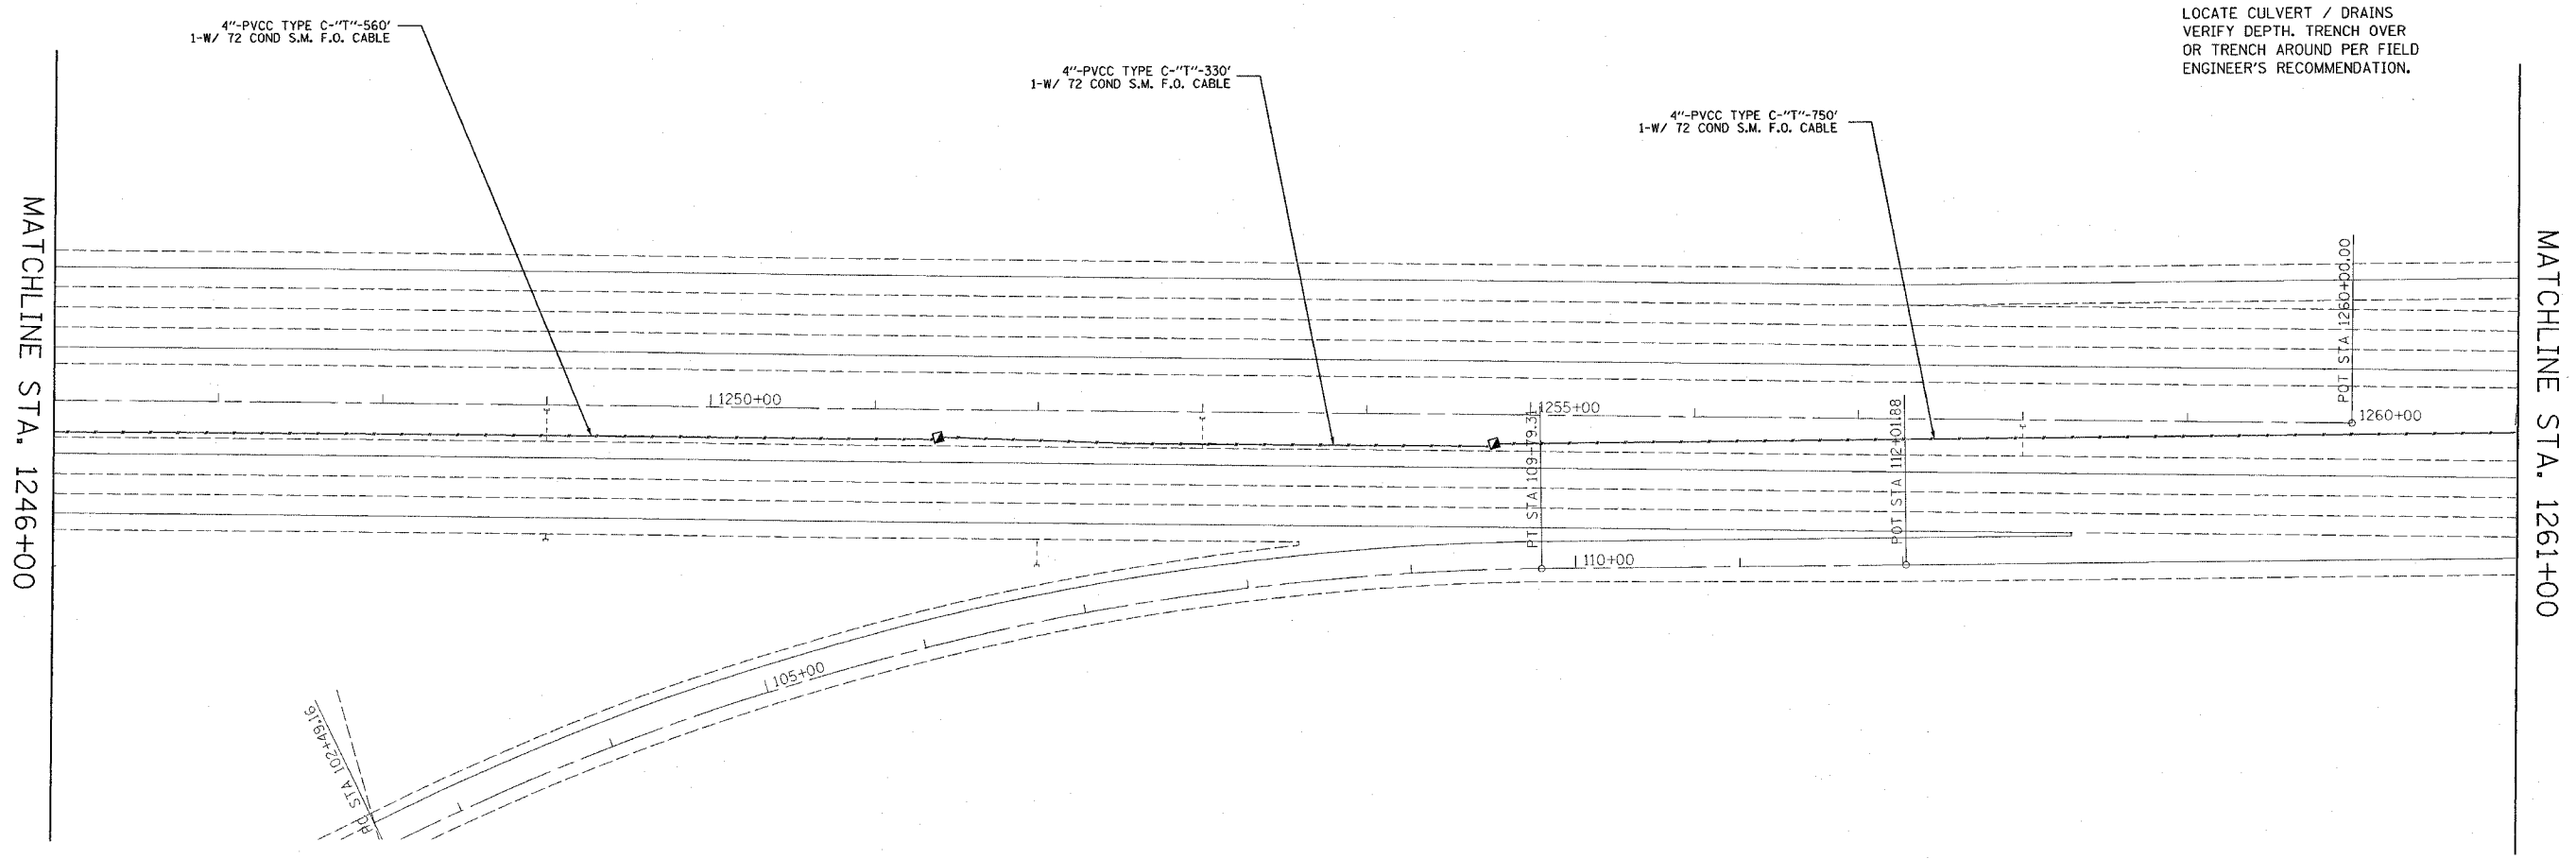 4"-PVCC TYPE C-"T"-560'
1-W/ 72 COND S.M. F.O. CABLE
4"-PVCC TYPE C-"T"-330'
1-W/ 72 COND S.M. F.O. CABLE
4"-PVCC TYPE C-"T"-750'
1-W/ 72 COND S.M. F.O. CABLE
LOCATE CULVERT / DRAINS
VERIFY DEPTH. TRENCH OVER
OR TRENCH AROUND PER FIELD
ENGINEER'S RECOMMENDATION.
MATCHLINE STA. 1246+00
1250+00
1255+00
1260+00
POT STA 1260+00.00
PT STA 109+79.31
POT STA 112+01.88
110+00
105+00
STA 102+49.16
MATCHLINE STA. 1261+00